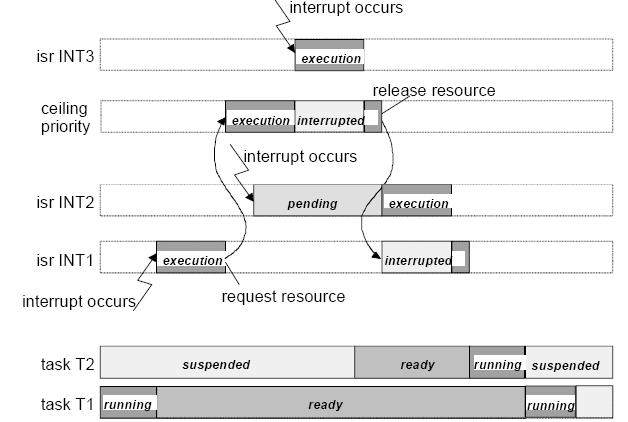 interrupt occurs
isr INT3
execution
release resource
ceiling
priority
execution
interrupted
interrupt occurs
isr INT2
pending
execution
isr INT1
execution
interrupted
interrupt occurs
request resource
task T2
suspended
ready
running
suspended
task T1
running
ready
running